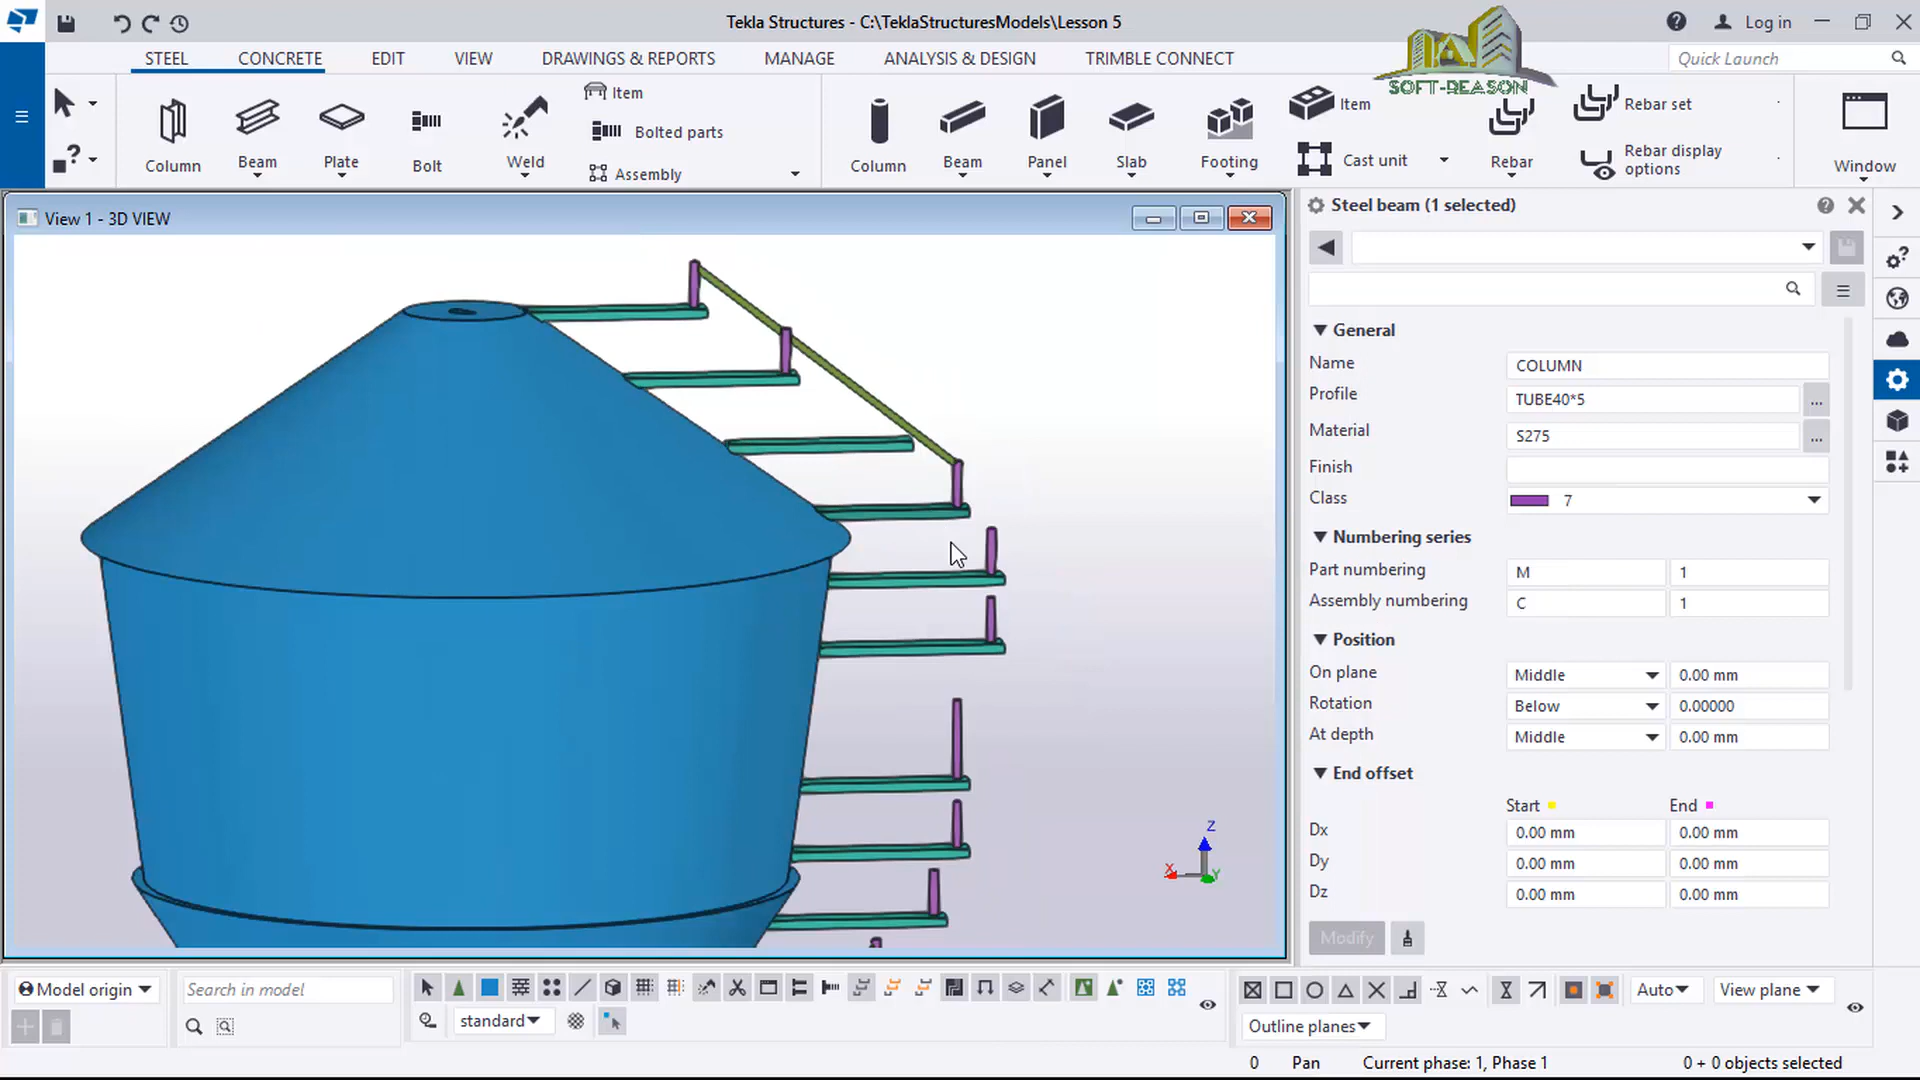 Tekla Structures - C:\TeklaStructuresModels\Lesson 5
Log in
STEEL CONCRETE EDIT VIEW DRAWINGS & REPORTS MANAGE ANALYSIS & DESIGN TRIMBLE CONNECT
Quick Launch
SOFT-REASON
Column
Beam
Plate
Bolt
Weld
Item
Bolted parts
Assembly
Column
Beam
Panel
Slab
Footing
Item
Cast unit
Rebar
Rebar set
Rebar display
options
Window
View 1 - 3D VIEW
Z
X
Y
Steel beam (1 selected)
General
Name COLUMN
Profile TUBE40*5 ...
Material S275 ...
Finish
Class 7
Numbering series
Part numbering M 1
Assembly numbering C 1
Position
On plane Middle 0.00 mm
Rotation Below 0.00000
At depth Middle 0.00 mm
End offset
Start End
Dx 0.00 mm 0.00 mm
Dy 0.00 mm 0.00 mm
Dz 0.00 mm 0.00 mm
Modify
Model origin
Search in model
standard
Auto
View plane
Outline planes
0 Pan Current phase: 1, Phase 1 0 + 0 objects selected